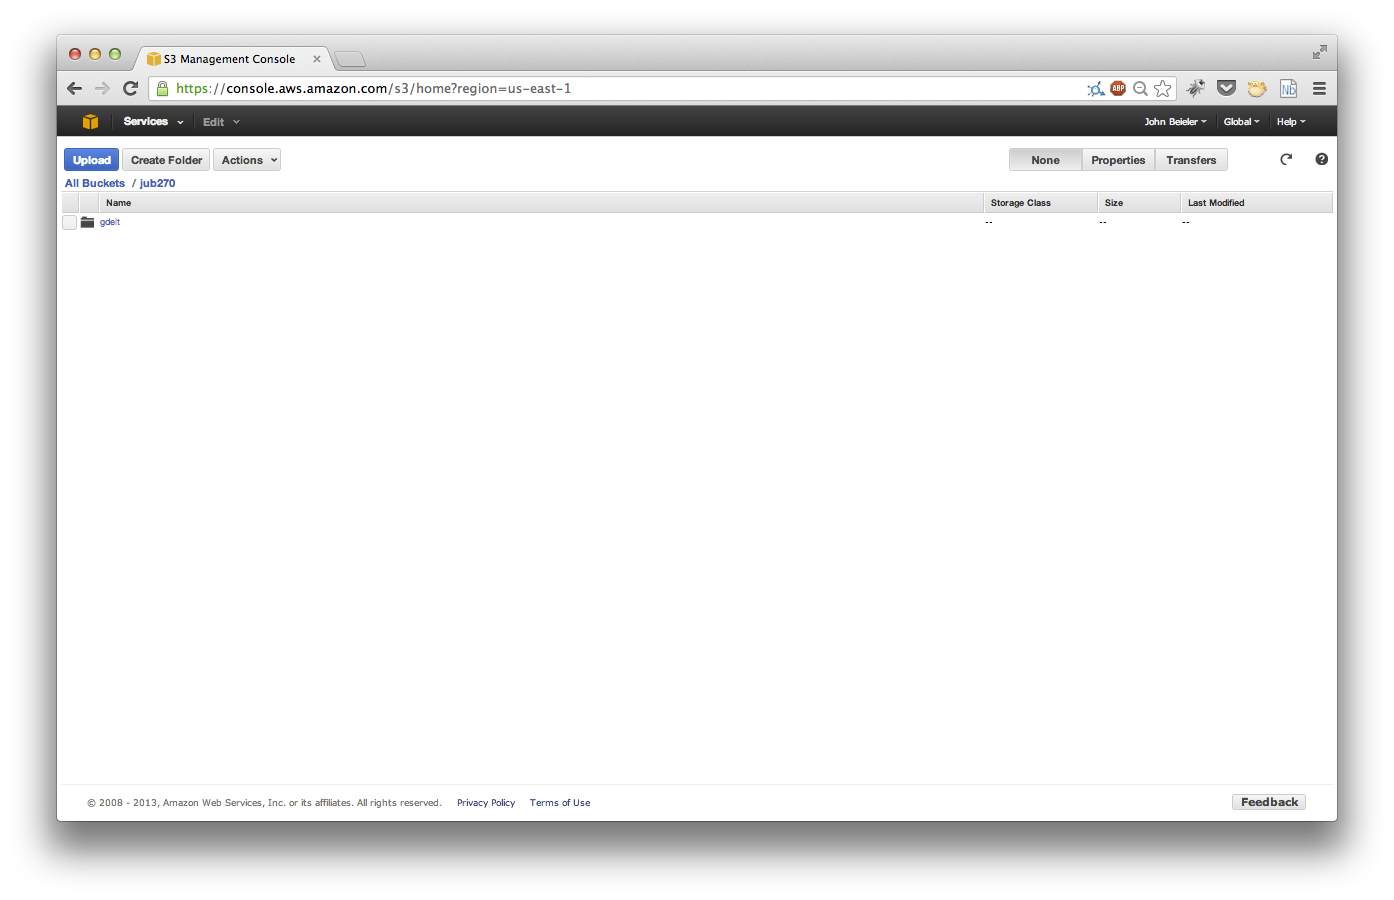 S3 Management Console
https://console.aws.amazon.com/s3/home?region=us-east-1
ABP
Nb
Services Edit John Beieler Global Help
Upload Create Folder Actions None Properties Transfers
All Buckets / jub270
Name Storage Class Size Last Modified
gdelt -- -- --
© 2008 - 2013, Amazon Web Services, Inc. or its affiliates. All rights reserved. Privacy Policy Terms of Use Feedback